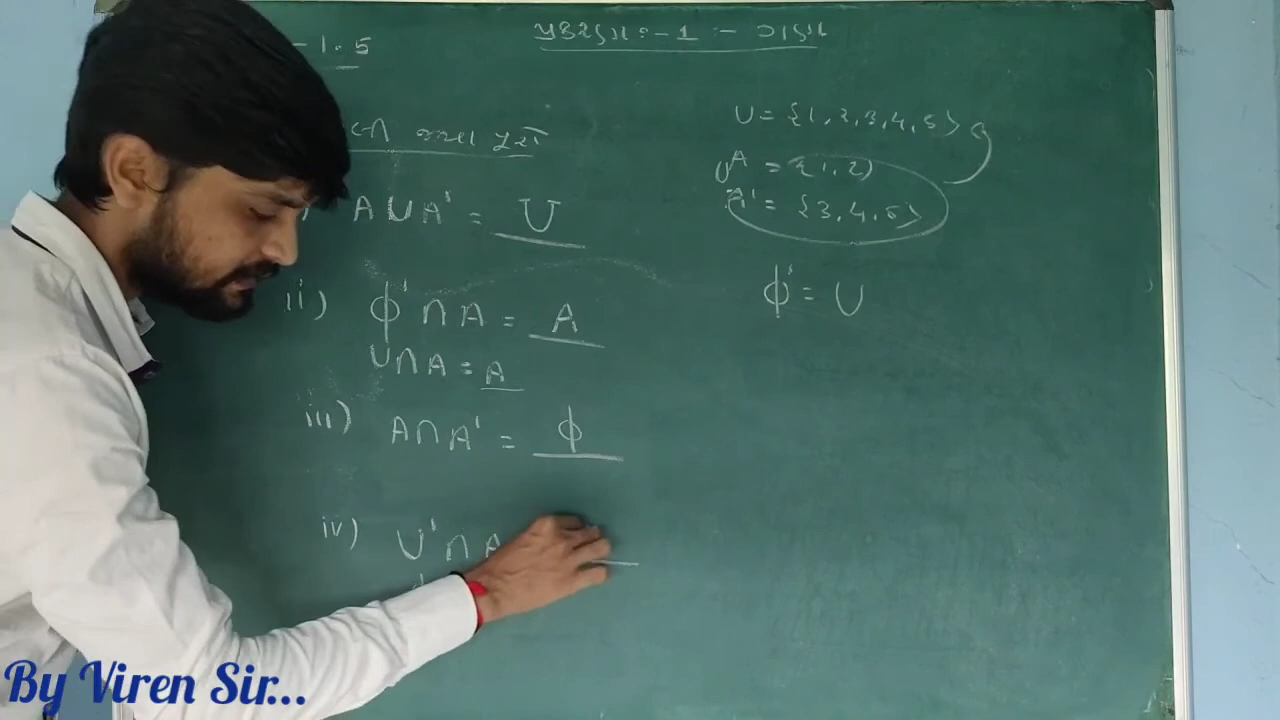 - 1.5
પ્રકરણ :- 1 :- ગણ
U = {1, 2, 3, 4, 5}
A = {1, 2}
A' = {3, 4, 5}
A U A' = U
ii) ϕ' ∩ A = A
ϕ' = U
U ∩ A = A
iii) A ∩ A' = ϕ
iv) U' ∩ A
By Viren Sir...